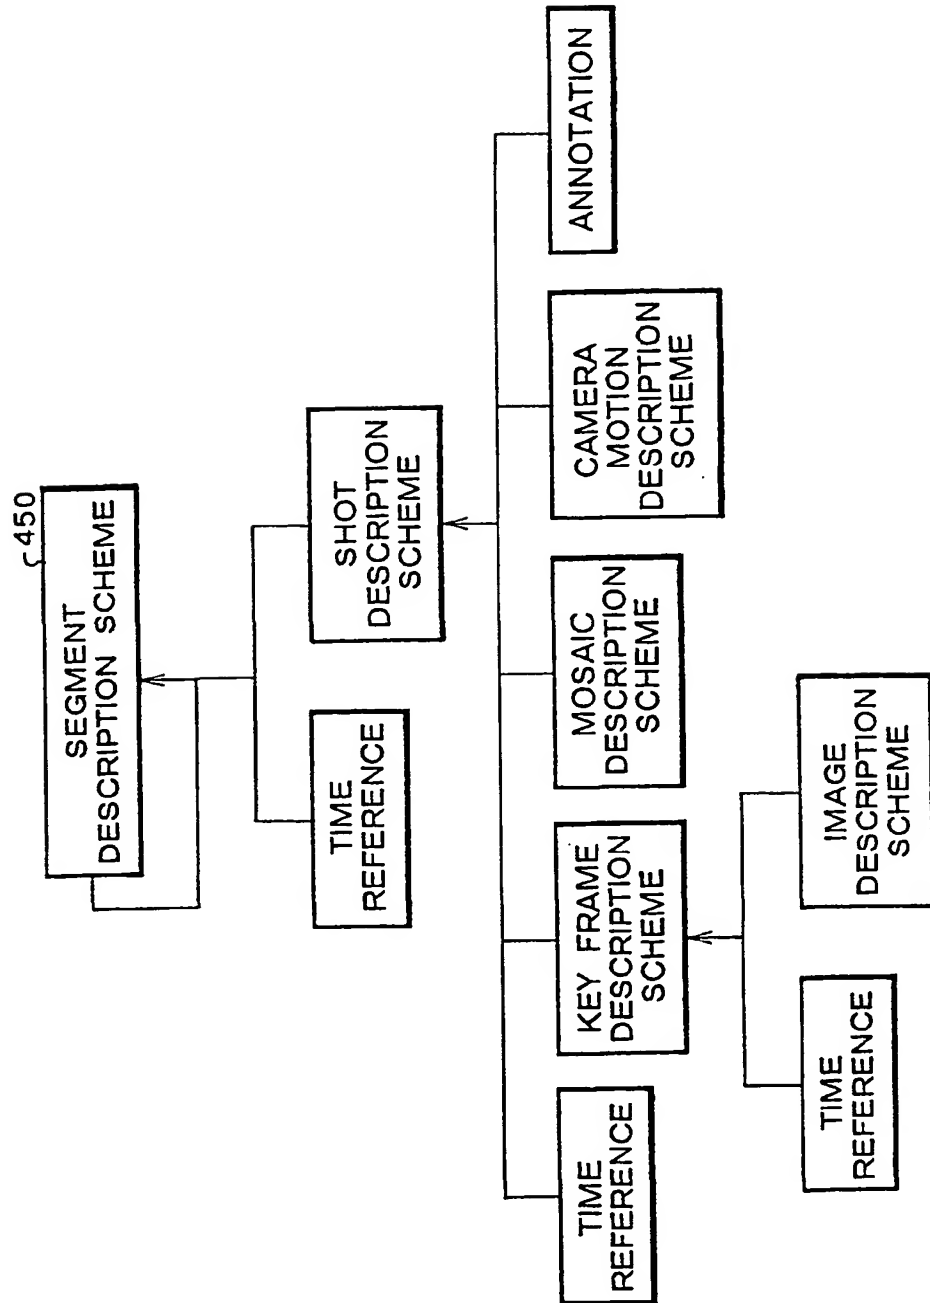 450
SEGMENT
DESCRIPTION SCHEME
TIME
REFERENCE
SHOT
DESCRIPTION
SCHEME
TIME
REFERENCE
KEY FRAME
DESCRIPTION
SCHEME
MOSAIC
DESCRIPTION
SCHEME
CAMERA
MOTION
DESCRIPTION
SCHEME
ANNOTATION
TIME
REFERENCE
IMAGE
DESCRIPTION
SCHEME